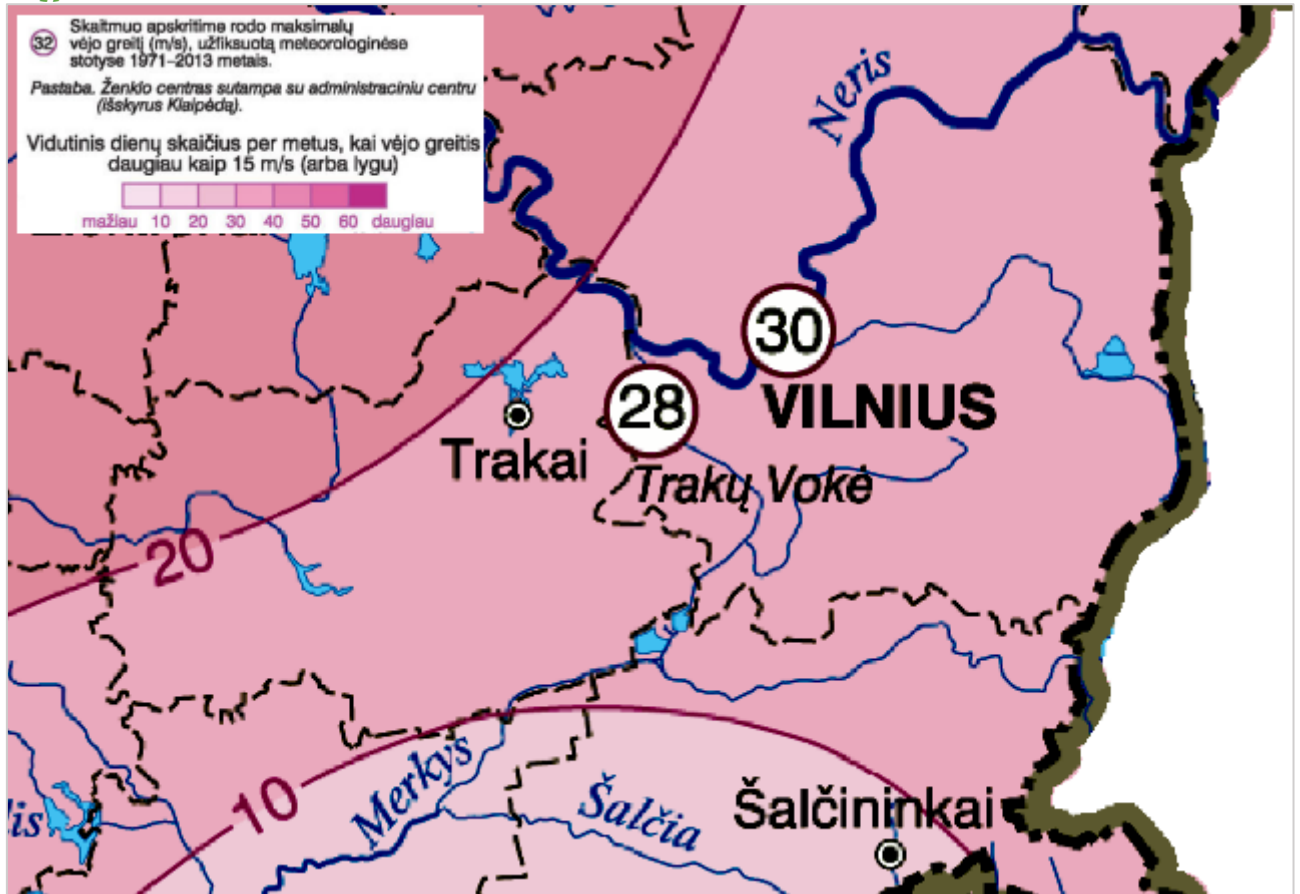 32
Skaitmuo apskritime rodo maksimalų
vėjo greitį (m/s), užfiksuotą meteorologinėse
stotyse 1971–2013 metais.
Pastaba. Ženklo centras sutampa su administraciniu centru
(išskyrus Klaipėdą).
Vidutinis dienų skaičius per metus, kai vėjo greitis
daugiau kaip 15 m/s (arba lygu)
mažiau 10 20 30 40 50 60 daugiau
Neris
30
VILNIUS
28
Trakai
Trakų Vokė
20
10
Merkys
Šalčia
Šalčininkai
lis